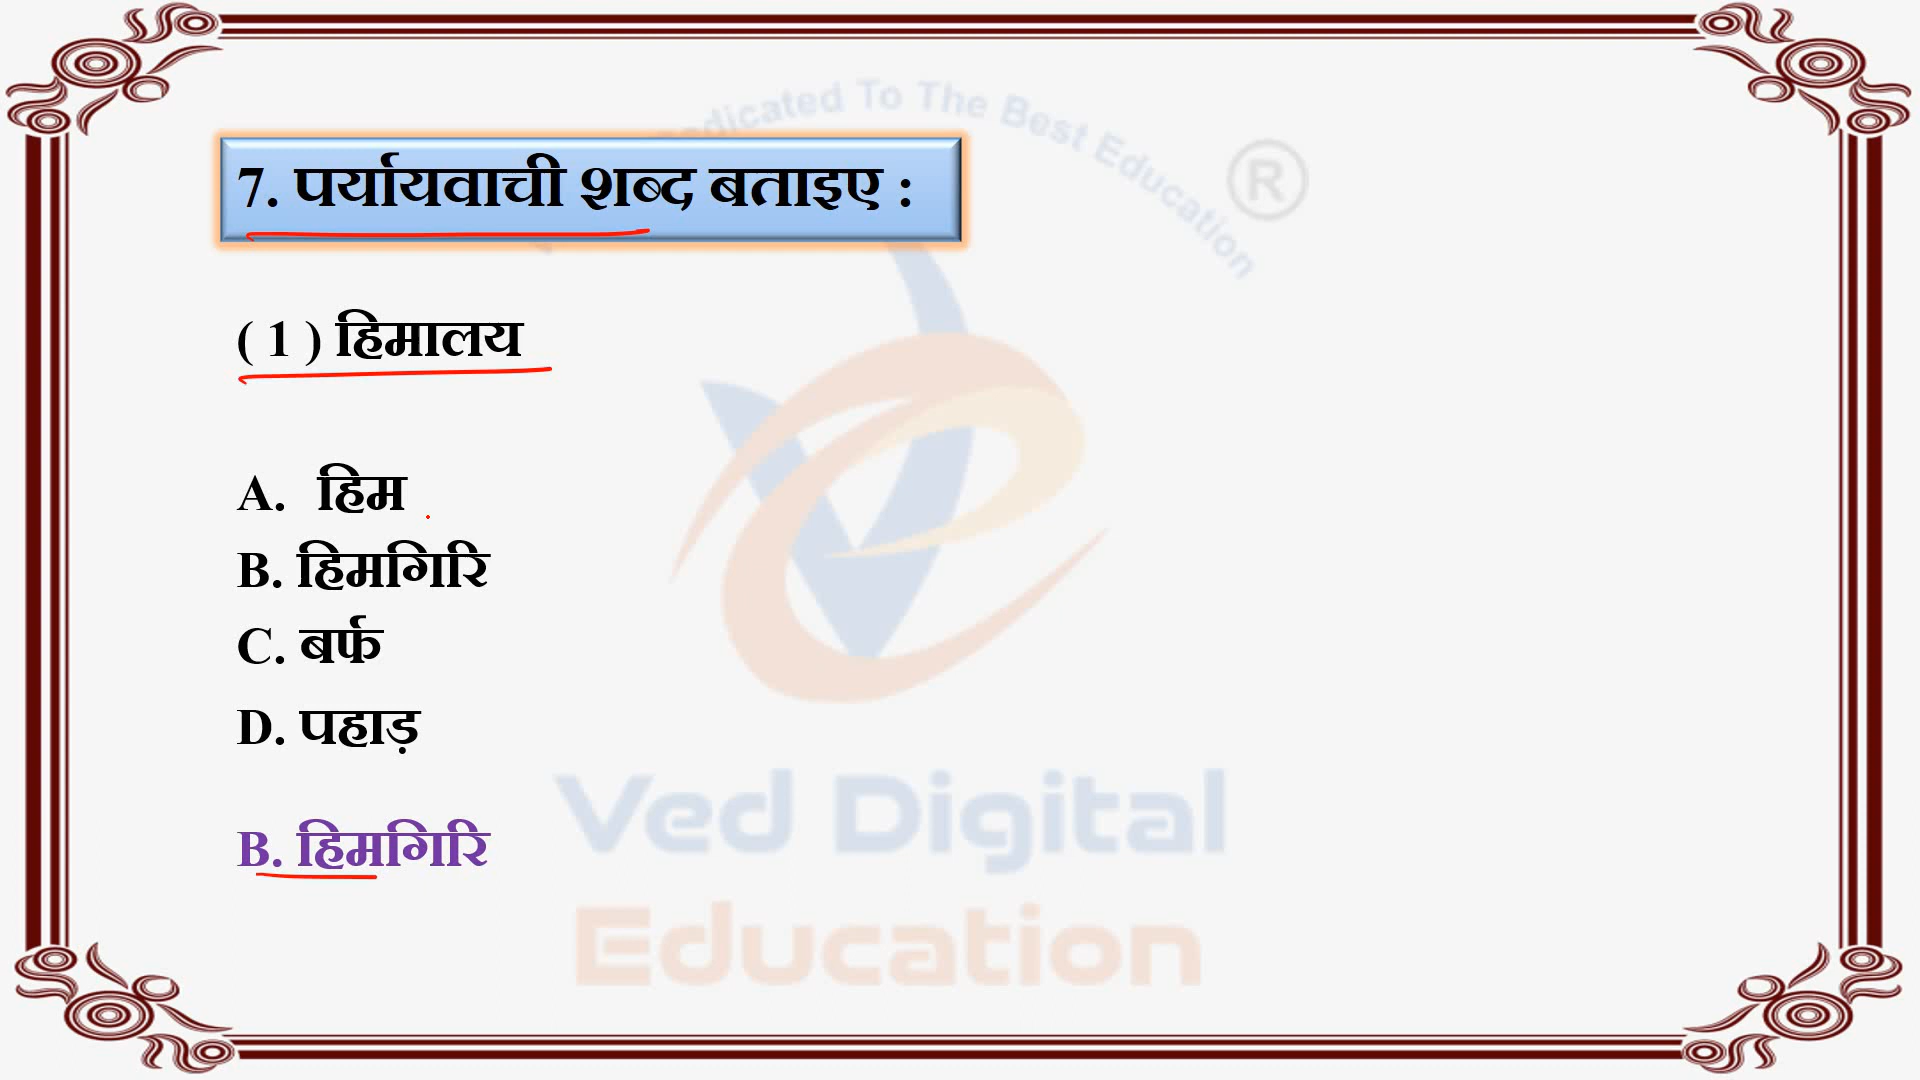 Dedicated To The Best Education
®
7. पर्यायवाची शब्द बताइए :
( 1 ) हिमालय
A. हिम
B. हिमगिरि
C. बर्फ
D. पहाड़
B. हिमगिरि
Ved Digital
Education